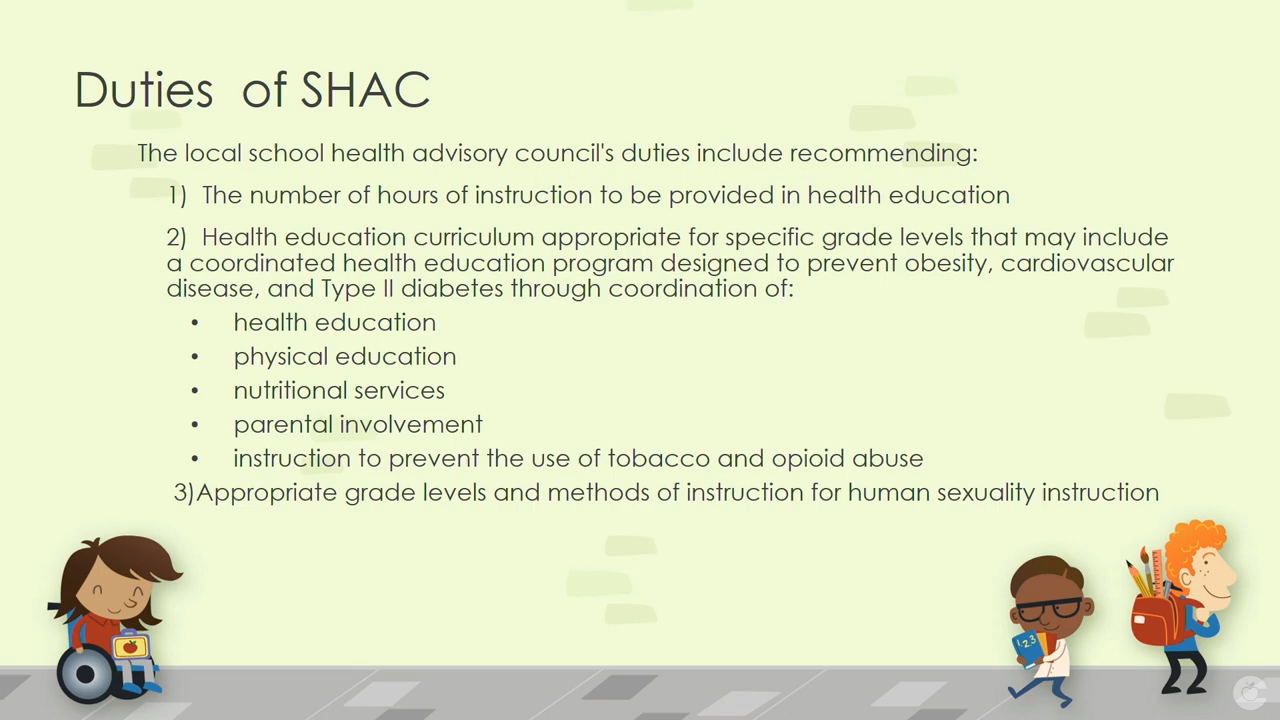 Duties  of SHAC
The local school health advisory council's duties include recommending:
1)  The number of hours of instruction to be provided in health education
2)  Health education curriculum appropriate for specific grade levels that may include
a coordinated health education program designed to prevent obesity, cardiovascular
disease, and Type II diabetes through coordination of:
• health education
• physical education
• nutritional services
• parental involvement
• instruction to prevent the use of tobacco and opioid abuse
3)Appropriate grade levels and methods of instruction for human sexuality instruction
1 2 3